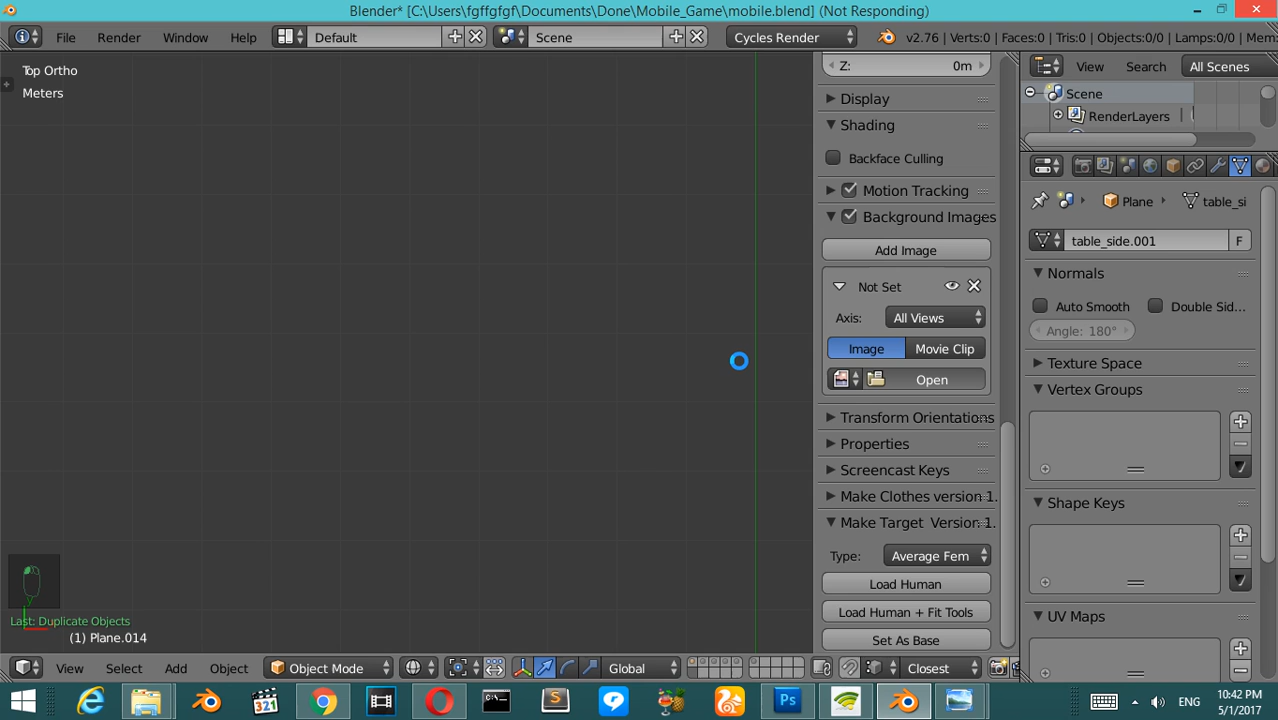 Blender* [C:\Users\fgffgfgf\Documents\Done\Mobile_Game\mobile.blend] (Not Responding)
File Render Window Help Default Scene Cycles Render v2.76 | Verts:0 | Faces:0 | Tris:0 | Objects:0/0 | Lamps:0/0 | Mem:
Top Ortho
Meters
Z: 0m
Display
Shading
Backface Culling
Motion Tracking
Background Images
Add Image
Not Set
Axis: All Views
Image Movie Clip
Open
Transform Orientations
Properties
Screencast Keys
Make Clothes version 1.
Make Target Version 1.
Type: Average Fem
Load Human
Load Human + Fit Tools
Set As Base
View Search All Scenes
Scene
RenderLayers
Plane table_si
table_side.001 F
Normals
Auto Smooth Double Sid...
Angle: 180°
Texture Space
Vertex Groups
Shape Keys
UV Maps
Last: Duplicate Objects
(1) Plane.014
View Select Add Object Object Mode Global Closest
321 Ps ENG
10:42 PM
5/1/2017